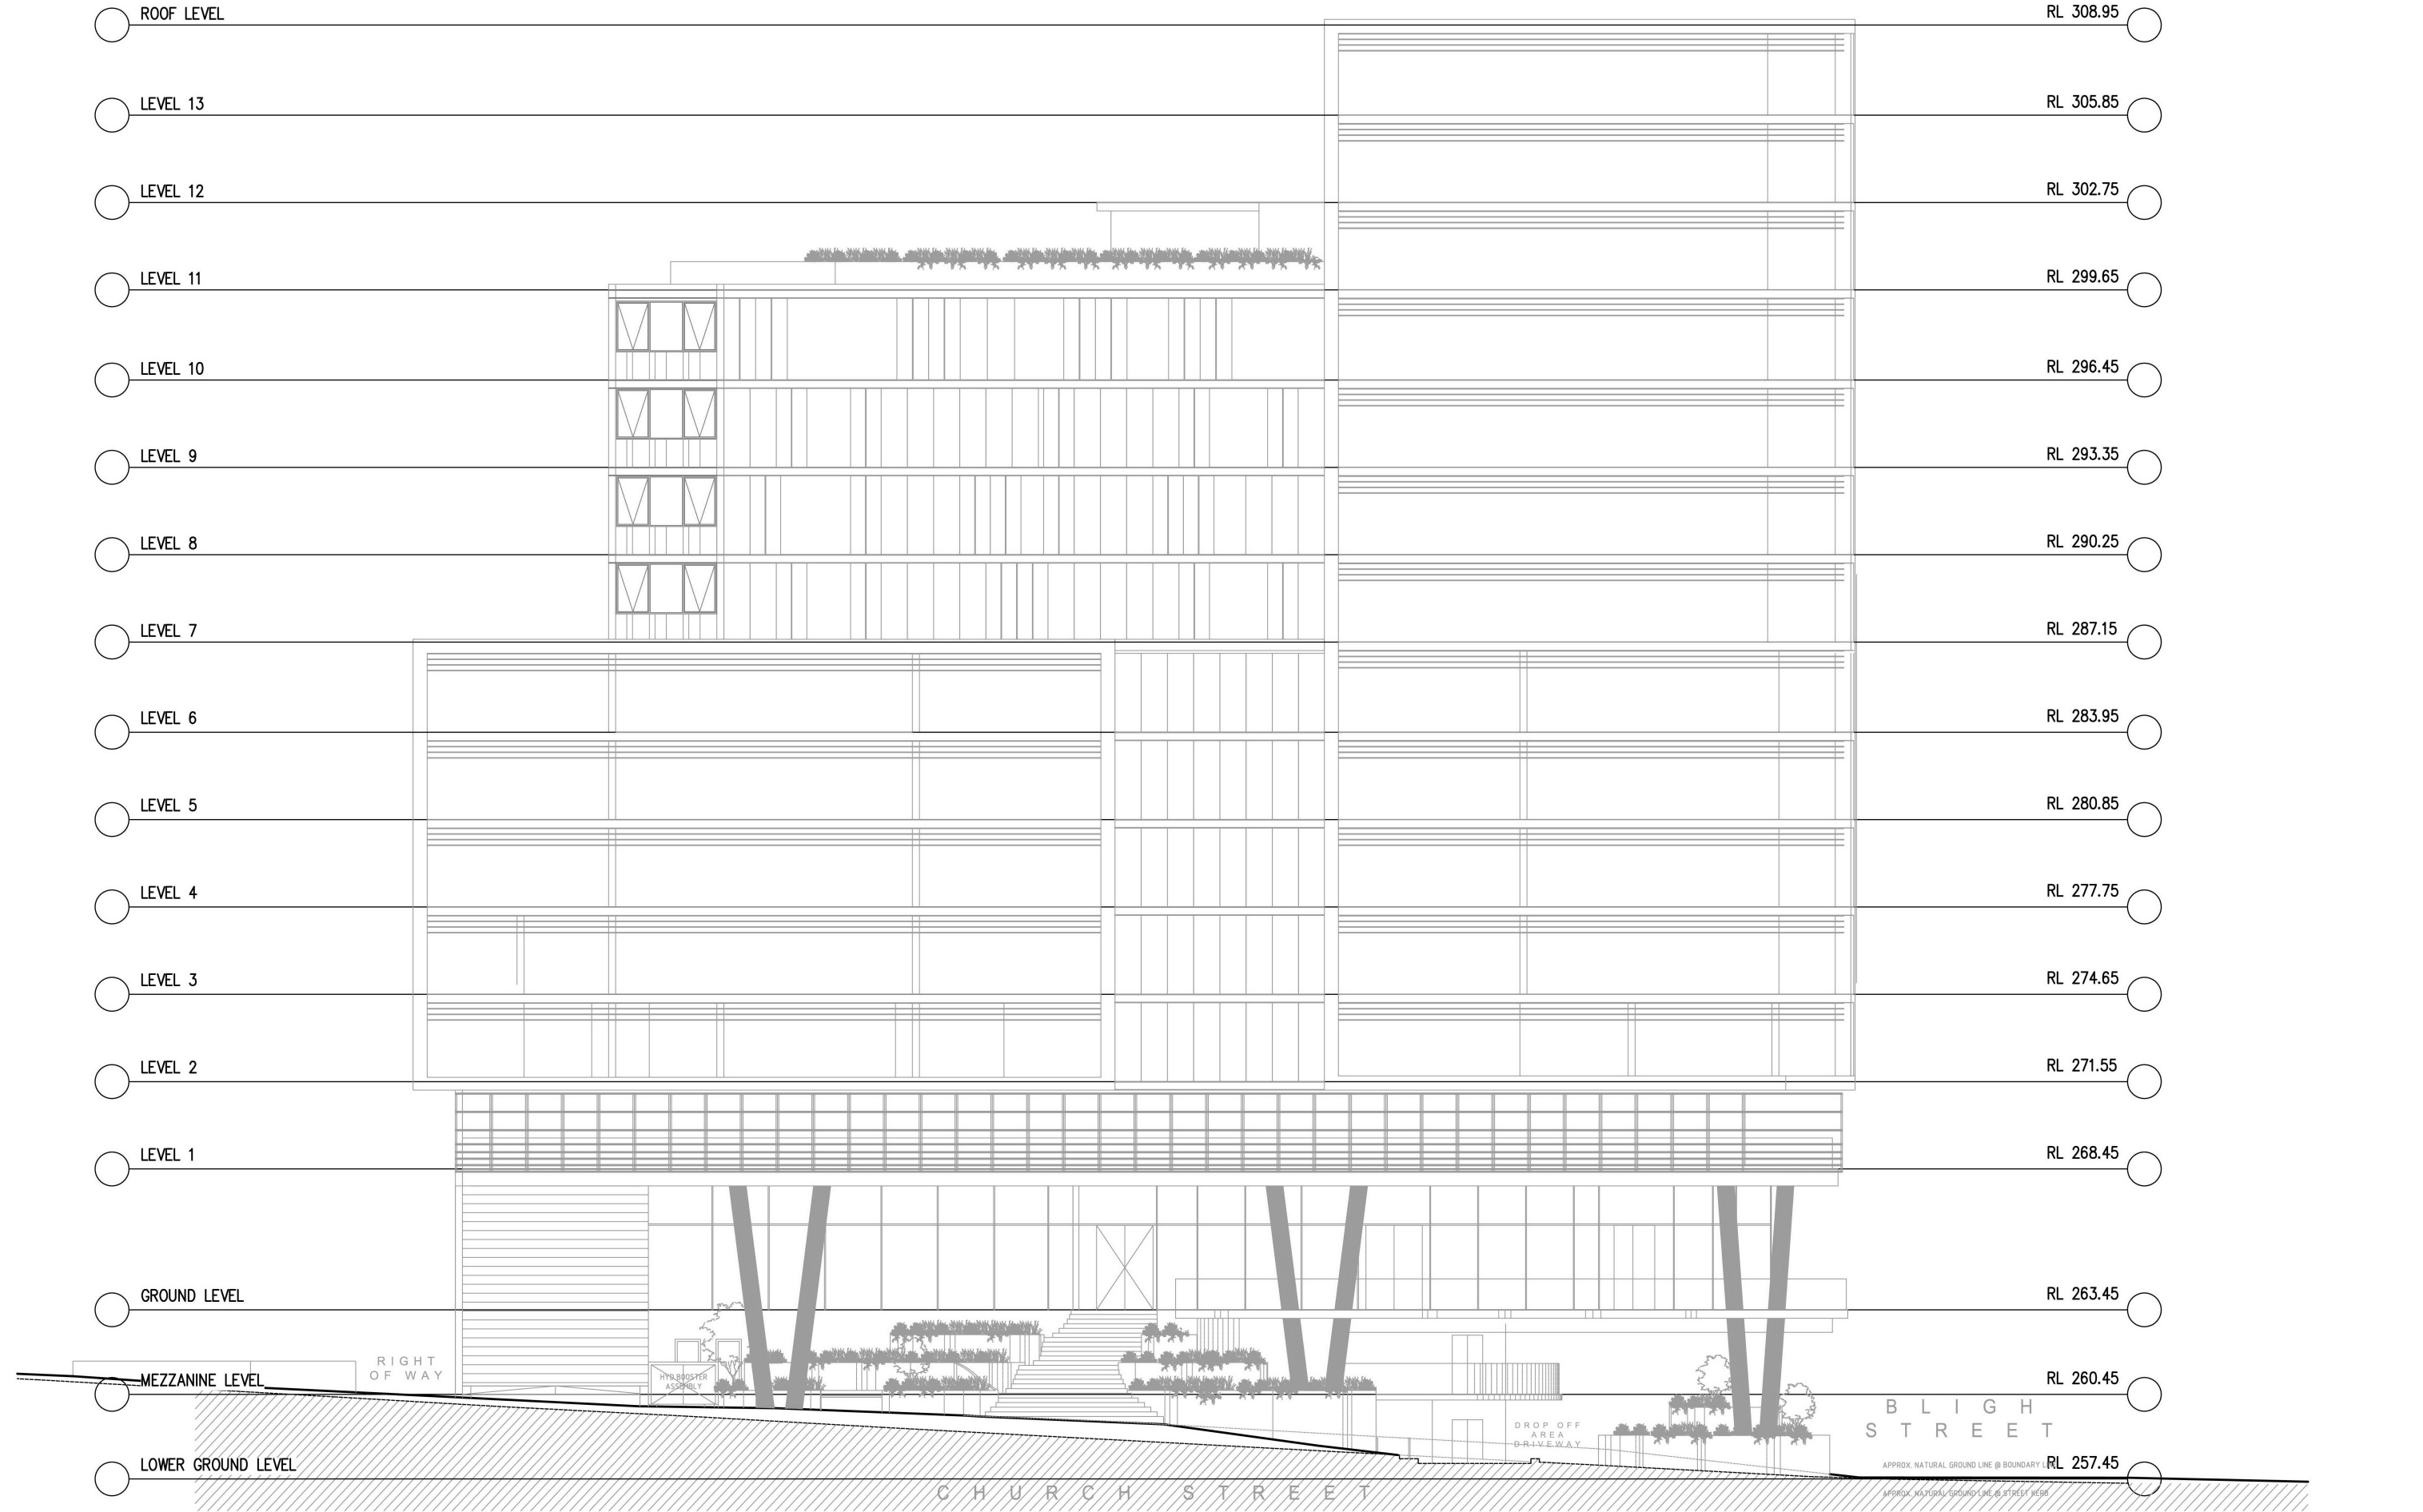 ROOF LEVEL
RL 308.95
LEVEL 13
RL 305.85
LEVEL 12
RL 302.75
LEVEL 11
RL 299.65
LEVEL 10
RL 296.45
LEVEL 9
RL 293.35
LEVEL 8
RL 290.25
LEVEL 7
RL 287.15
LEVEL 6
RL 283.95
LEVEL 5
RL 280.85
LEVEL 4
RL 277.75
LEVEL 3
RL 274.65
LEVEL 2
RL 271.55
LEVEL 1
RL 268.45
GROUND LEVEL
RL 263.45
RIGHT
OF WAY
MEZZANINE LEVEL
HYD.BOOSTER
ASSEMBLY
RL 260.45
BLIGH
STREET
DROP OFF
AREA
DRIVEWAY
LOWER GROUND LEVEL
APPROX. NATURAL GROUND LINE @ BOUNDARY
RL 257.45
CHURCH STREET
APPROX. NATURAL GROUND LINE @ STREET KERB